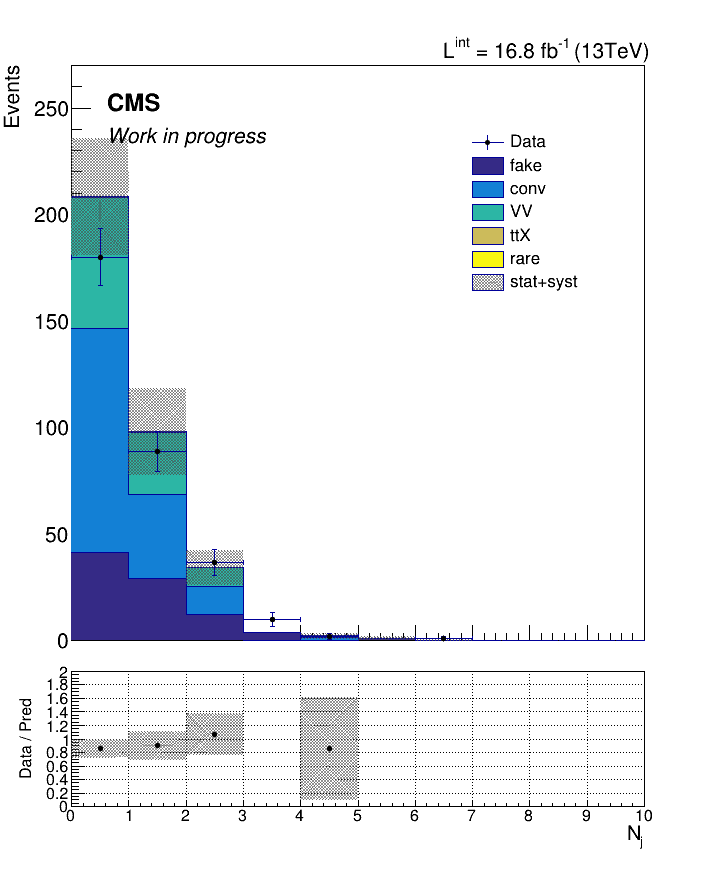 L^int = 16.8 fb^-1 (13TeV)
Events
CMS
Work in progress
Data
fake
conv
VV
ttX
rare
stat+syst
250
200
150
100
50
0
Data / Pred
2
1.8
1.6
1.4
1.2
1
0.8
0.6
0.4
0.2
0
0 1 2 3 4 5 6 7 8 9 10
N_j